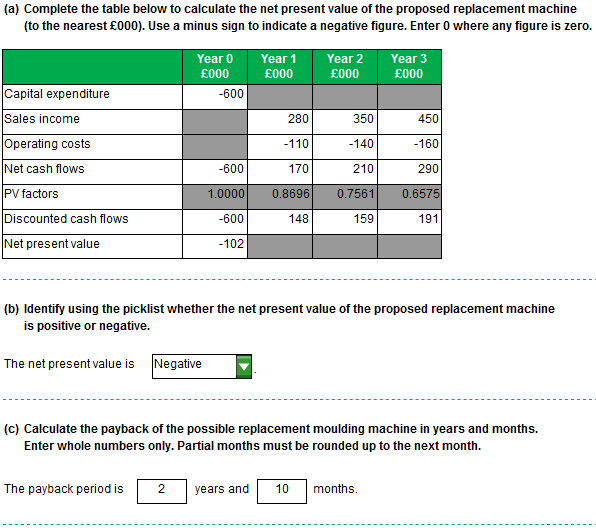 (a) Complete the table below to calculate the net present value of the proposed replacement machine
(to the nearest £000). Use a minus sign to indicate a negative figure. Enter 0 where any figure is zero.
Year 0 Year 1 Year 2 Year 3
£000 £000 £000 £000
Capital expenditure -600
Sales income 280 350 450
Operating costs -110 -140 -160
Net cash flows -600 170 210 290
PV factors 1.0000 0.8696 0.7561 0.6575
Discounted cash flows -600 148 159 191
Net present value -102
(b) Identify using the picklist whether the net present value of the proposed replacement machine
is positive or negative.
The net present value is Negative .
(c) Calculate the payback of the possible replacement moulding machine in years and months.
Enter whole numbers only. Partial months must be rounded up to the next month.
The payback period is 2 years and 10 months.